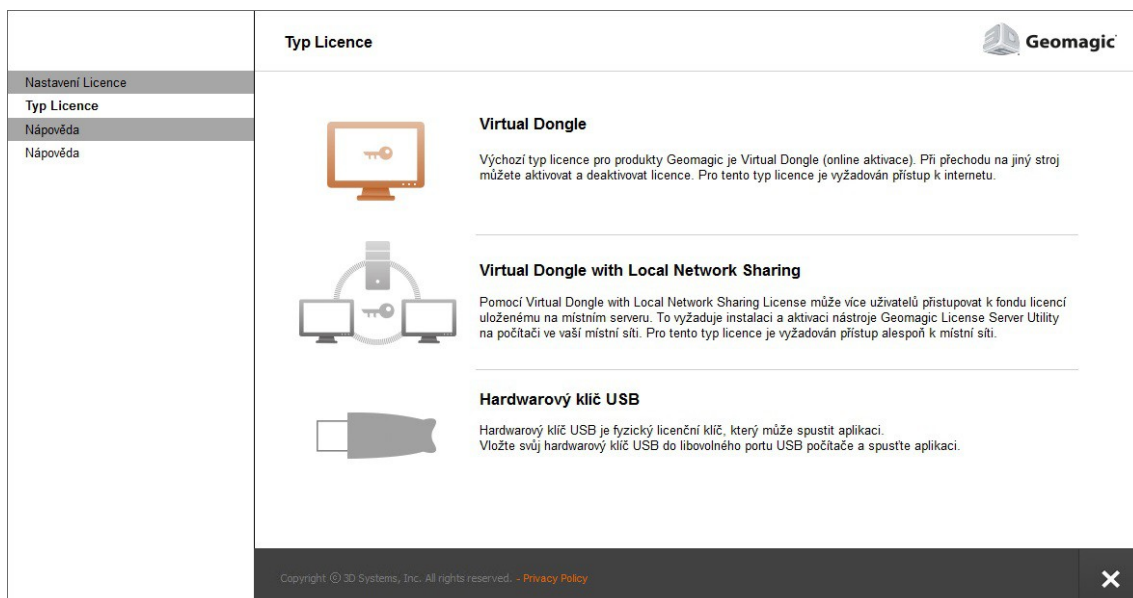 Typ Licence
Geomagic
Nastavení Licence
Typ Licence
Nápověda
Nápověda
Virtual Dongle
Výchozí typ licence pro produkty Geomagic je Virtual Dongle (online aktivace). Při přechodu na jiný stroj
můžete aktivovat a deaktivovat licence. Pro tento typ licence je vyžadován přístup k internetu.
Virtual Dongle with Local Network Sharing
Pomocí Virtual Dongle with Local Network Sharing License může více uživatelů přistupovat k fondu licencí
uloženému na místním serveru. To vyžaduje instalaci a aktivaci nástroje Geomagic License Server Utility
na počítači ve vaší místní síti. Pro tento typ licence je vyžadován přístup alespoň k místní síti.
Hardwarový klíč USB
Hardwarový klíč USB je fyzický licenční klíč, který může spustit aplikaci.
Vložte svůj hardwarový klíč USB do libovolného portu USB počítače a spusťte aplikaci.
Copyright © 3D Systems, Inc. All rights reserved. - Privacy Policy